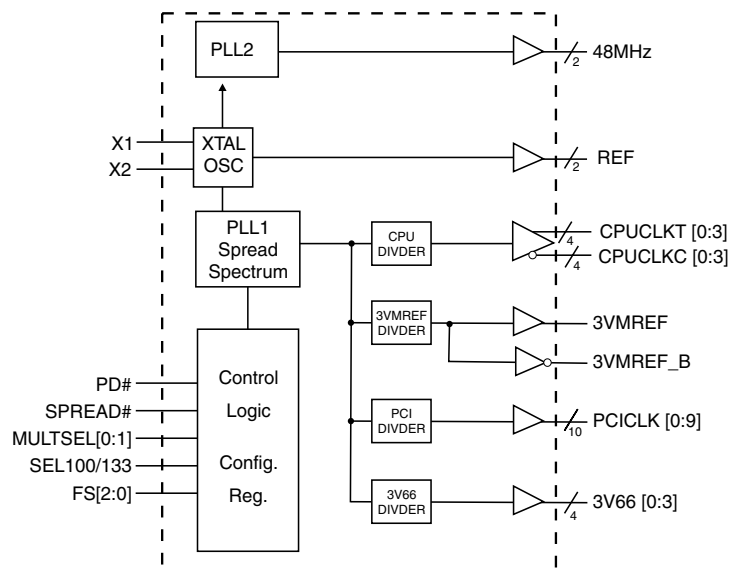 PLL2
48MHz
2
X1
X2
XTAL
OSC
REF
2
PLL1
Spread
Spectrum
CPU
DIVDER
CPUCLKT [0:3]
4
CPUCLKC [0:3]
4
3VMREF
DIVDER
3VMREF
3VMREF_B
PD#
SPREAD#
MULTSEL[0:1]
SEL100/133
FS[2:0]
Control
Logic
Config.
Reg.
PCI
DIVDER
PCICLK [0:9]
10
3V66
DIVDER
3V66 [0:3]
4